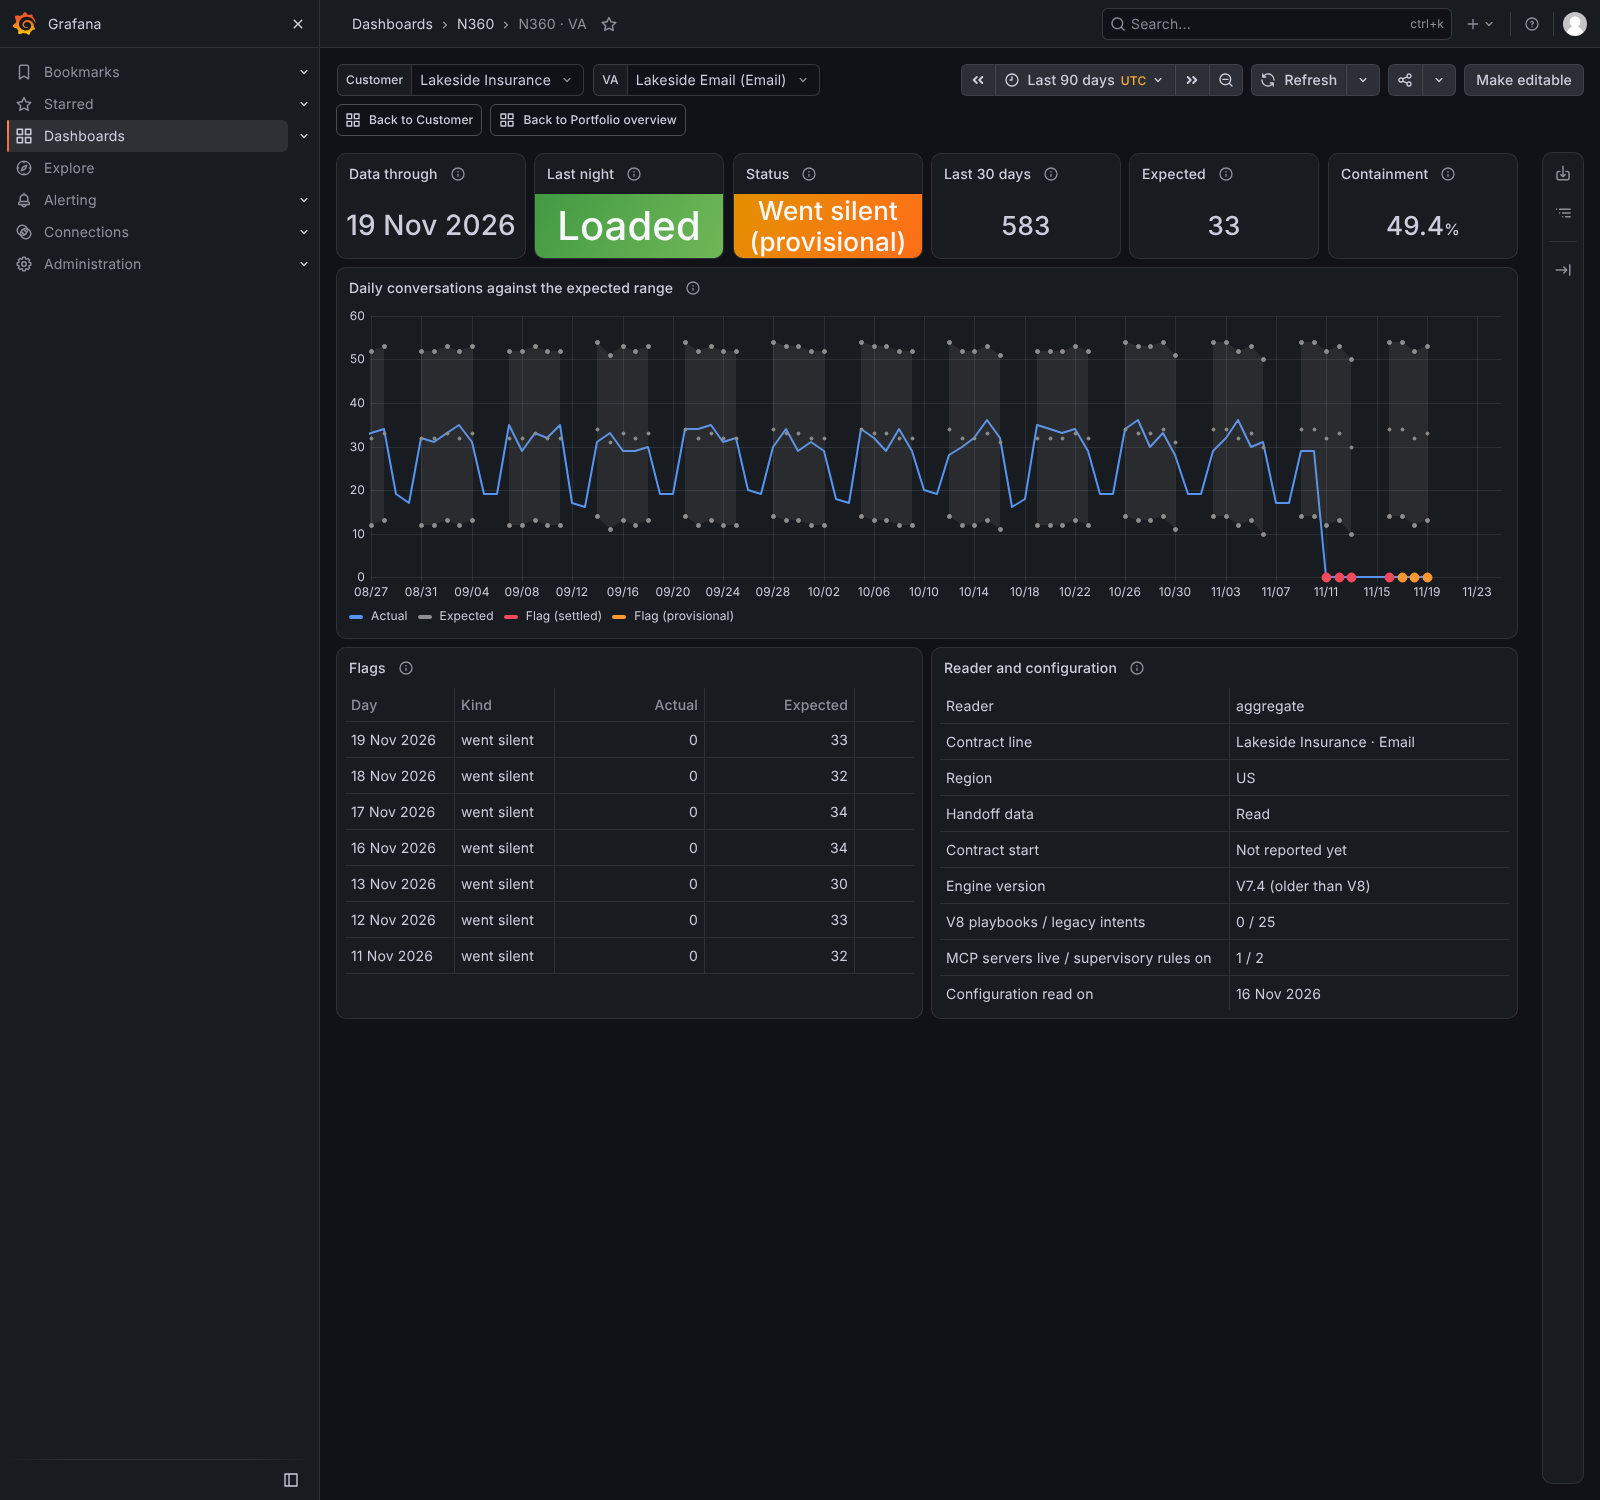 Grafana
Dashboards
N360
N360 · VA
Search...
ctrl+k
Bookmarks
Starred
Dashboards
Explore
Alerting
Connections
Administration
Customer
Lakeside Insurance
VA
Lakeside Email (Email)
Last 90 days UTC
Refresh
Make editable
Back to Customer
Back to Portfolio overview
Data through
19 Nov 2026
Last night
Loaded
Status
Went silent
(provisional)
Last 30 days
583
Expected
33
Containment
49.4%
Daily conversations against the expected range
60
50
40
30
20
10
0
08/27 08/31 09/04 09/08 09/12 09/16 09/20 09/24 09/28 10/02 10/06 10/10 10/14 10/18 10/22 10/26 10/30 11/03 11/07 11/11 11/15 11/19 11/23
Actual Expected Flag (settled) Flag (provisional)
Flags
Day Kind Actual Expected
19 Nov 2026 went silent 0 33
18 Nov 2026 went silent 0 32
17 Nov 2026 went silent 0 34
16 Nov 2026 went silent 0 34
13 Nov 2026 went silent 0 30
12 Nov 2026 went silent 0 33
11 Nov 2026 went silent 0 32
Reader and configuration
Reader aggregate
Contract line Lakeside Insurance · Email
Region US
Handoff data Read
Contract start Not reported yet
Engine version V7.4 (older than V8)
V8 playbooks / legacy intents 0 / 25
MCP servers live / supervisory rules on 1 / 2
Configuration read on 16 Nov 2026